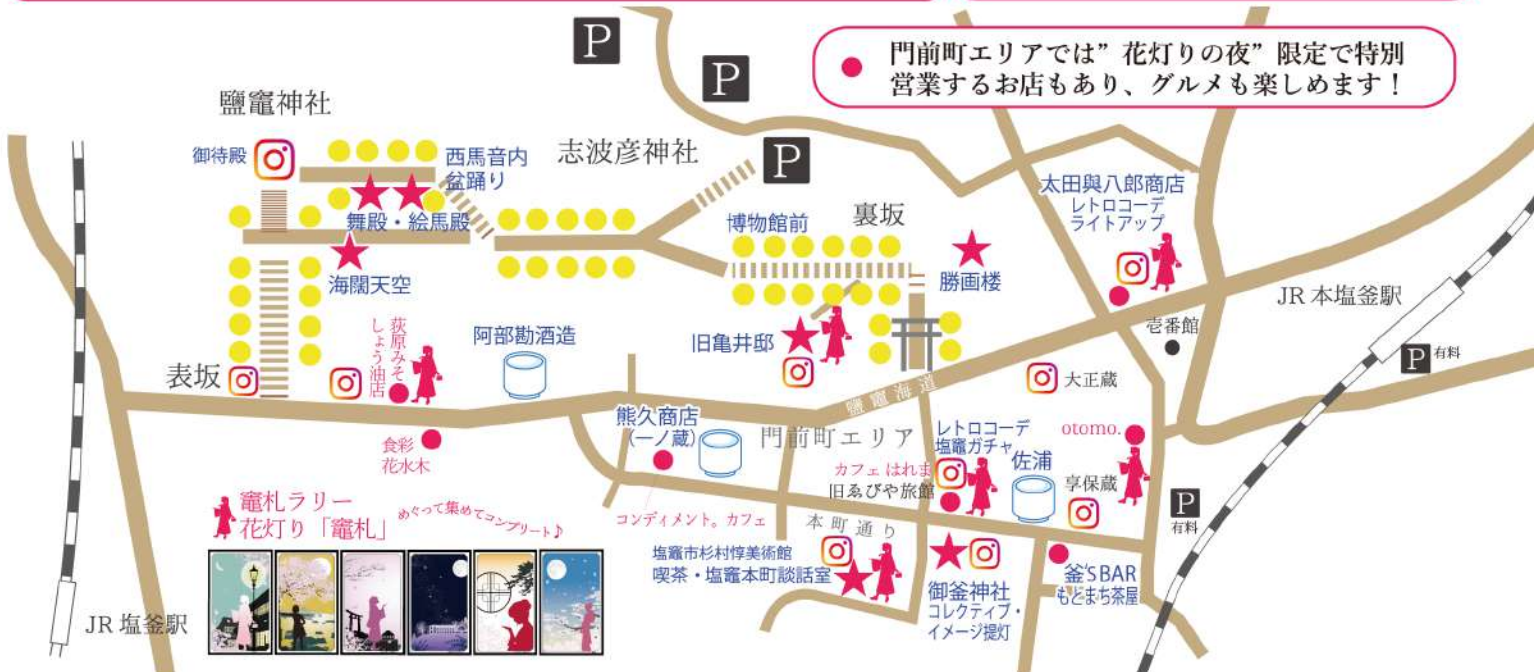 ● 門前町エリアでは”花灯りの夜”限定で特別
営業するお店もあり、グルメも楽しめます!
P
P
P
鹽竈神社
御待殿
西馬音内
盆踊り
志波彦神社
舞殿・絵馬殿
海闊天空
博物館前
裏坂
勝画楼
太田與八郎商店
レトロコーデ
ライトアップ
JR 本塩釜駅
壱番館
P 有料
表坂
荻原みそ
しょう油店
阿部勘酒造
旧亀井邸
鹽竈海道
大正蔵
食彩
花水木
熊久商店
(一ノ蔵)
門前町エリア
レトロコーデ
塩竈ガチャ
カフェ はれま
旧ゑびや旅館
佐浦
otomo.
享保蔵
P
有料
竈札ラリー
花灯り「竈札」
めぐって集めてコンプリート♪
コンディメント。カフェ
本町通り
塩竈市杉村惇美術館
喫茶・塩竈本町談話室
御釜神社
コレクティブ・
イメージ提灯
釜'S BAR
もとまち茶屋
JR 塩釜駅